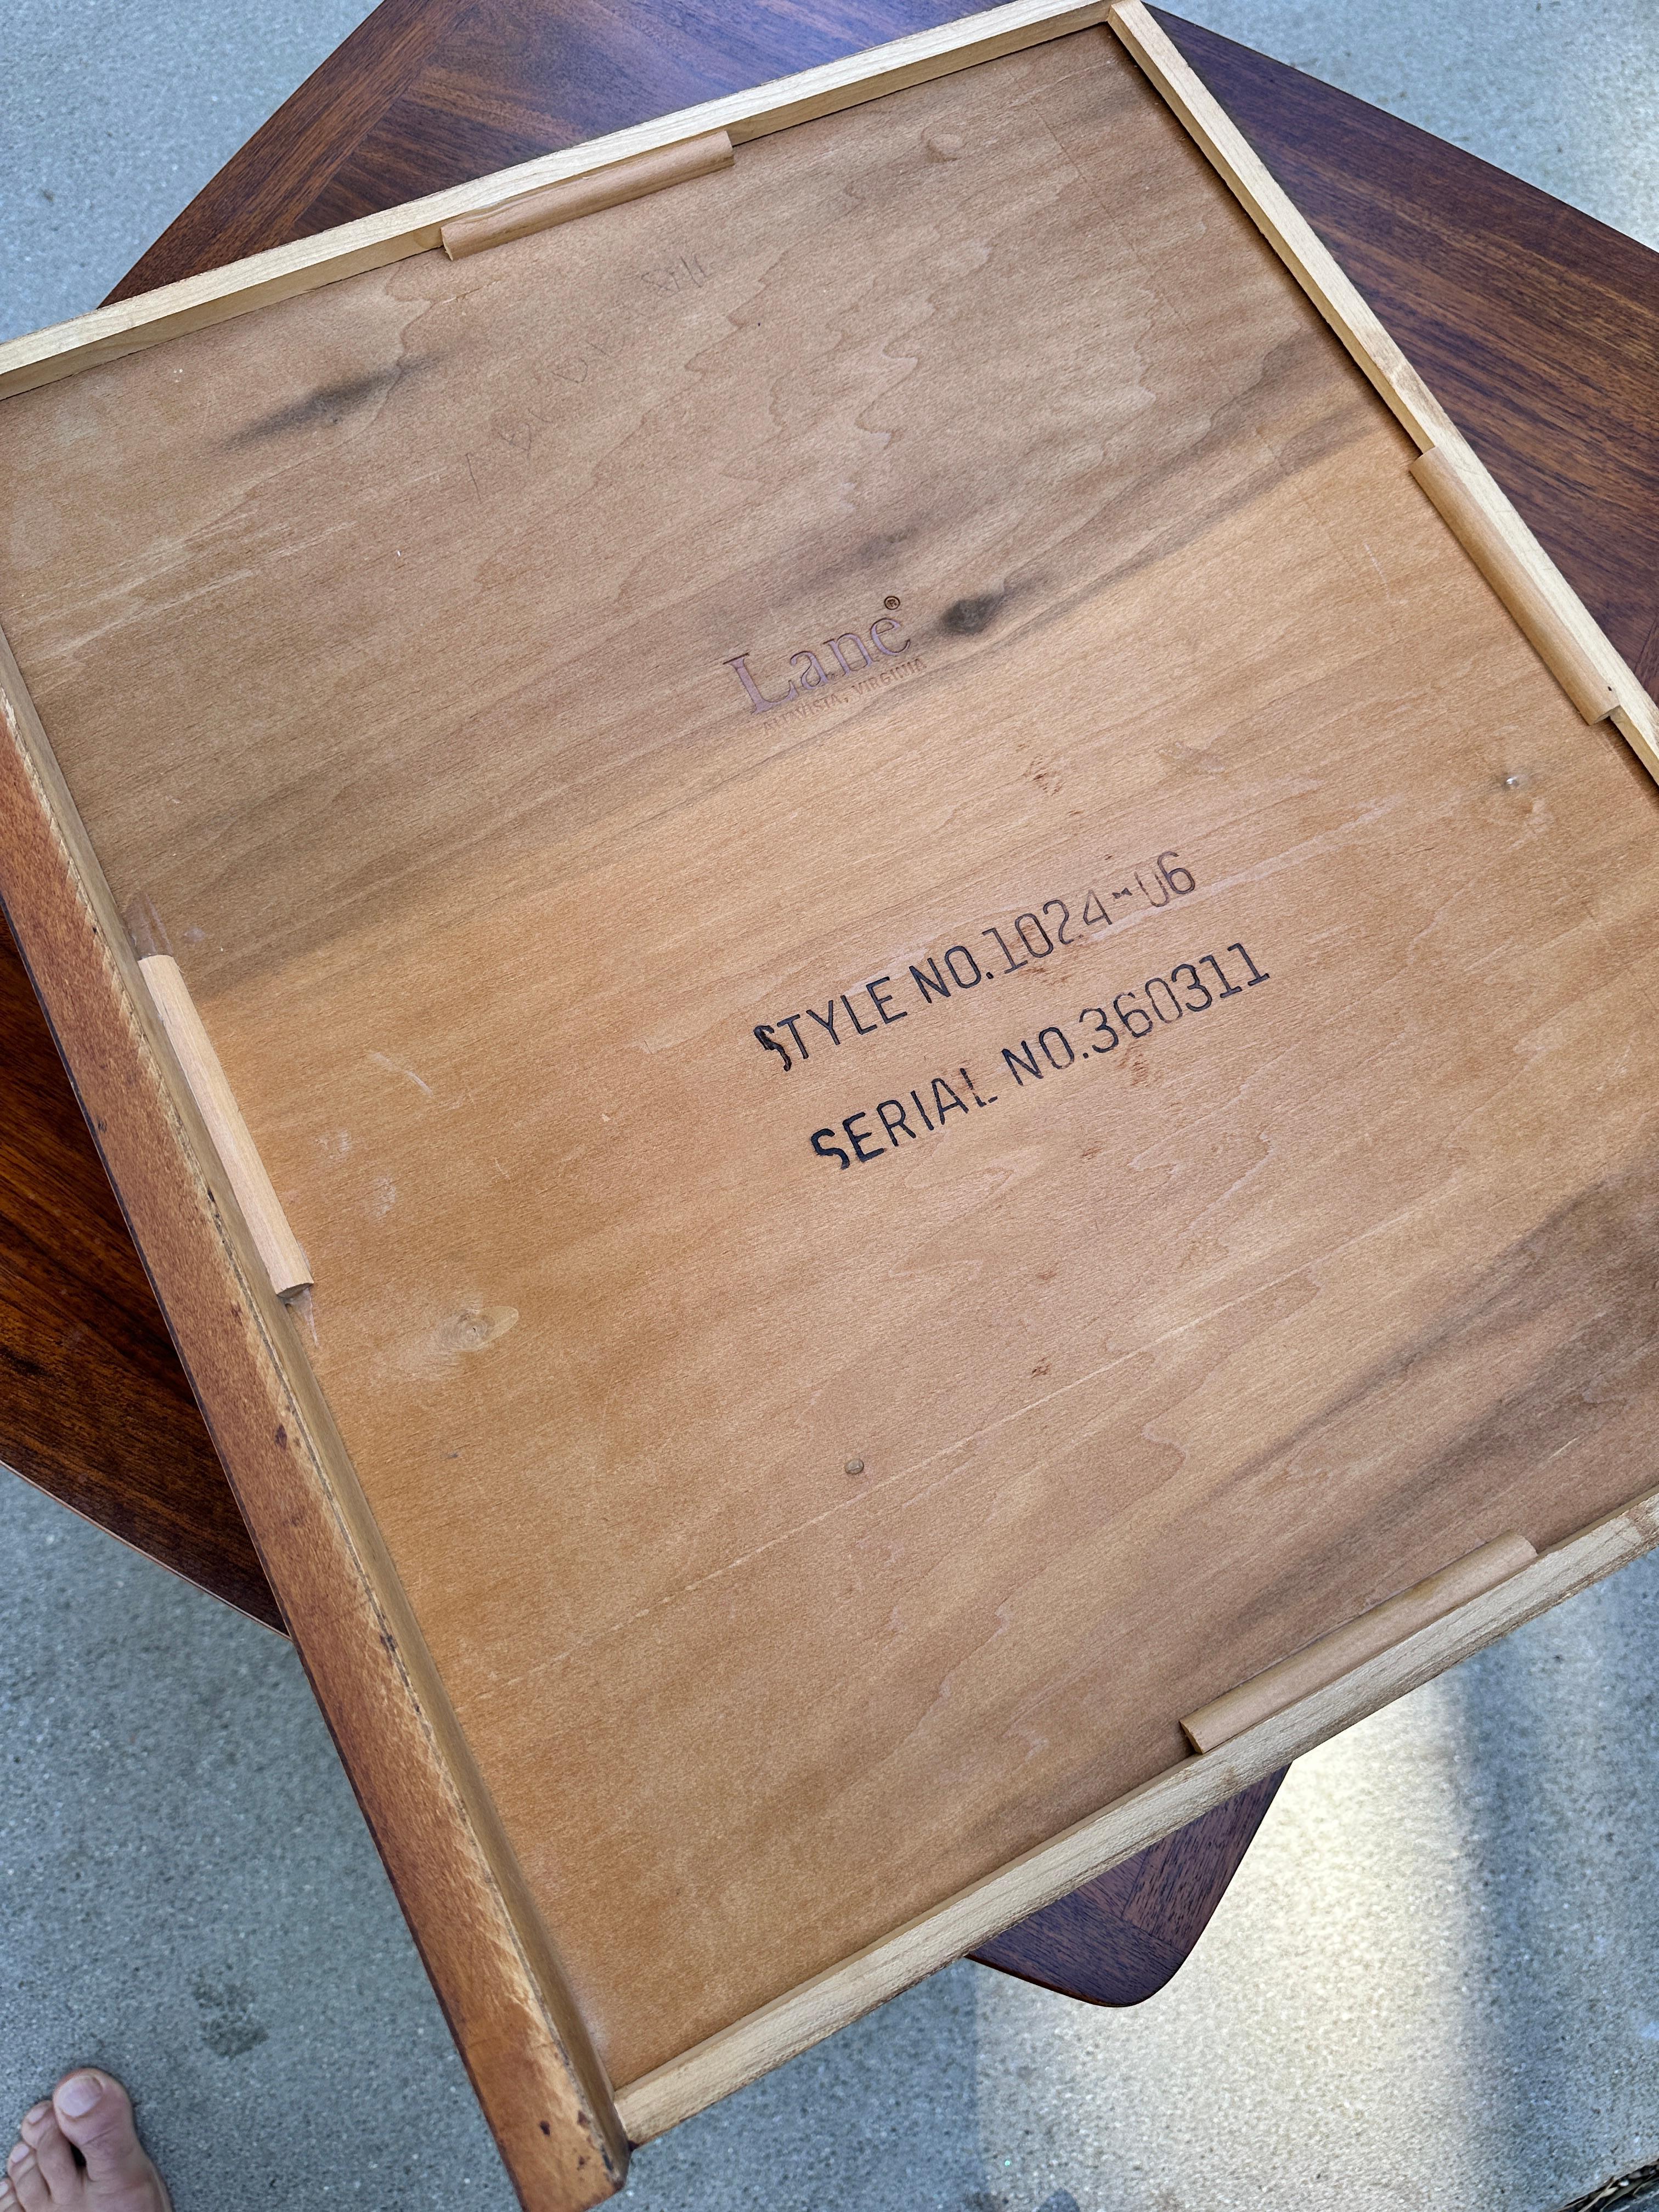 Lane®
ALTAVISTA, VIRGINIA
STYLE NO.1024-06
SERIAL NO.360311